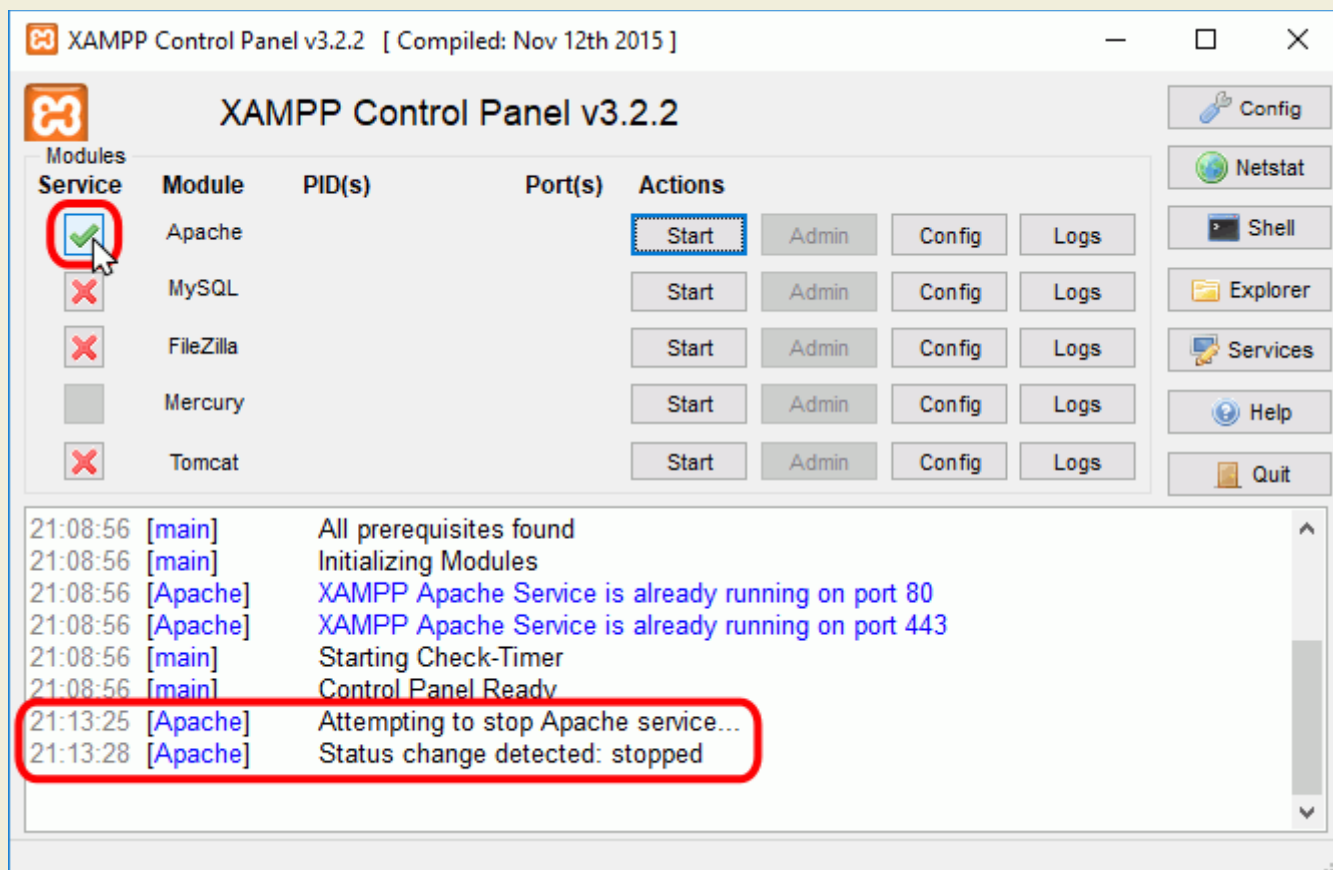 XAMPP Control Panel v3.2.2 [ Compiled: Nov 12th 2015 ]
XAMPP Control Panel v3.2.2
Config
Modules
Netstat
Service Module PID(s) Port(s) Actions
Apache Start Admin Config Logs
Shell
MySQL Start Admin Config Logs
Explorer
FileZilla Start Admin Config Logs
Services
Mercury Start Admin Config Logs
Help
Tomcat Start Admin Config Logs
Quit
21:08:56 [main] All prerequisites found
21:08:56 [main] Initializing Modules
21:08:56 [Apache] XAMPP Apache Service is already running on port 80
21:08:56 [Apache] XAMPP Apache Service is already running on port 443
21:08:56 [main] Starting Check-Timer
21:08:56 [main] Control Panel Ready
21:13:25 [Apache] Attempting to stop Apache service...
21:13:28 [Apache] Status change detected: stopped